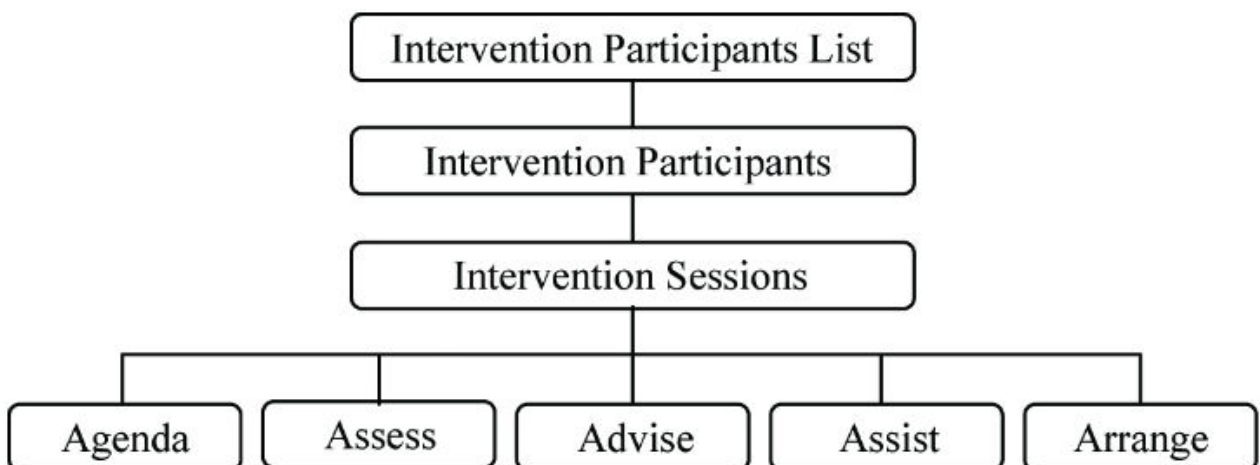 Intervention Participants List
Intervention Participants
Intervention Sessions
Agenda
Assess
Advise
Assist
Arrange